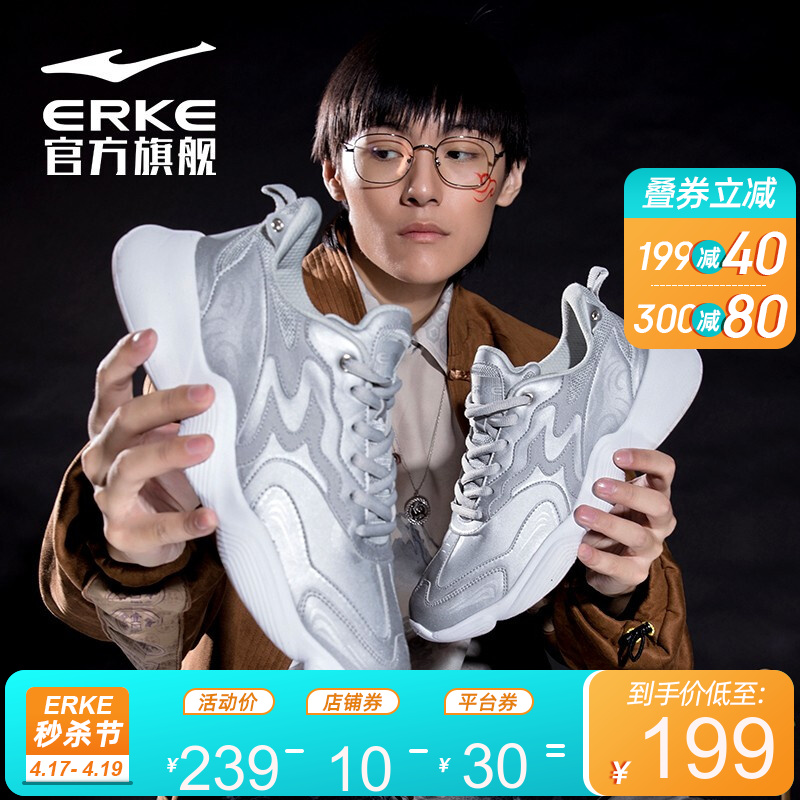 ERKE
官方旗舰
叠券立减
199减40
300减80
ERKE
秒杀节
4.17-4.19
活动价
¥239
-
店铺券
10
-
平台券
¥30
=
到手价低至:
¥199